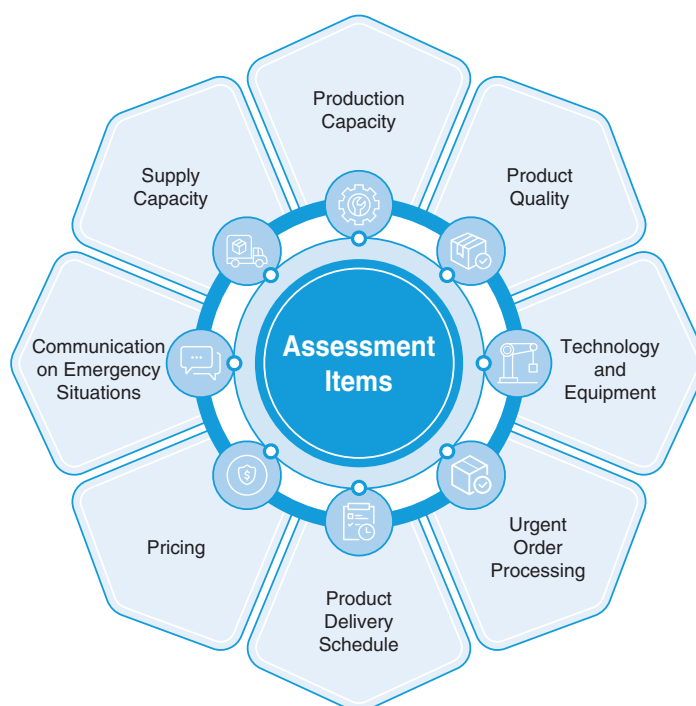 Production
Capacity
Product
Quality
Technology
and
Equipment
Urgent
Order
Processing
Product
Delivery
Schedule
Pricing
Communication
on Emergency
Situations
Supply
Capacity
Assessment
Items
$